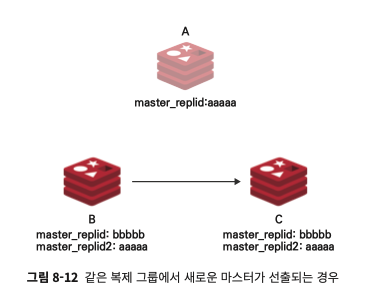 A
master_replid:aaaaa
B
C
master_replid: bbbbb
master_replid2: aaaaa
master_replid: bbbbb
master_replid2: aaaaa
그림 8-12 같은 복제 그룹에서 새로운 마스터가 선출되는 경우